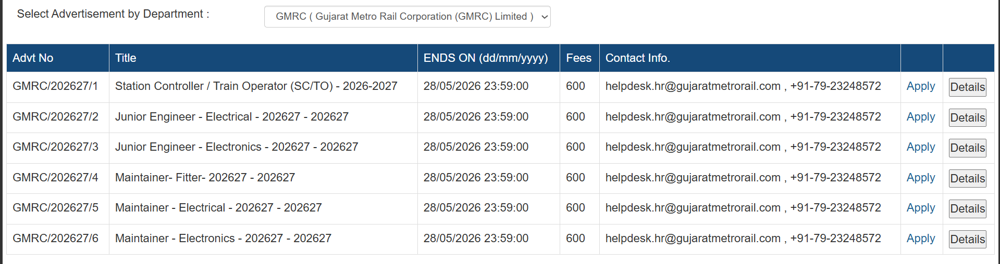 Select Advertisement by Department :
GMRC ( Gujarat Metro Rail Corporation (GMRC) Limited )
Advt No Title ENDS ON (dd/mm/yyyy) Fees Contact Info.
GMRC/202627/1 Station Controller / Train Operator (SC/TO) - 2026-2027 28/05/2026 23:59:00 600 helpdesk.hr@gujaratmetrorail.com , +91-79-23248572 Apply Details
GMRC/202627/2 Junior Engineer - Electrical - 202627 - 202627 28/05/2026 23:59:00 600 helpdesk.hr@gujaratmetrorail.com , +91-79-23248572 Apply Details
GMRC/202627/3 Junior Engineer - Electronics - 202627 - 202627 28/05/2026 23:59:00 600 helpdesk.hr@gujaratmetrorail.com , +91-79-23248572 Apply Details
GMRC/202627/4 Maintainer- Fitter- 202627 - 202627 28/05/2026 23:59:00 600 helpdesk.hr@gujaratmetrorail.com , +91-79-23248572 Apply Details
GMRC/202627/5 Maintainer - Electrical - 202627 - 202627 28/05/2026 23:59:00 600 helpdesk.hr@gujaratmetrorail.com , +91-79-23248572 Apply Details
GMRC/202627/6 Maintainer - Electronics - 202627 - 202627 28/05/2026 23:59:00 600 helpdesk.hr@gujaratmetrorail.com , +91-79-23248572 Apply Details